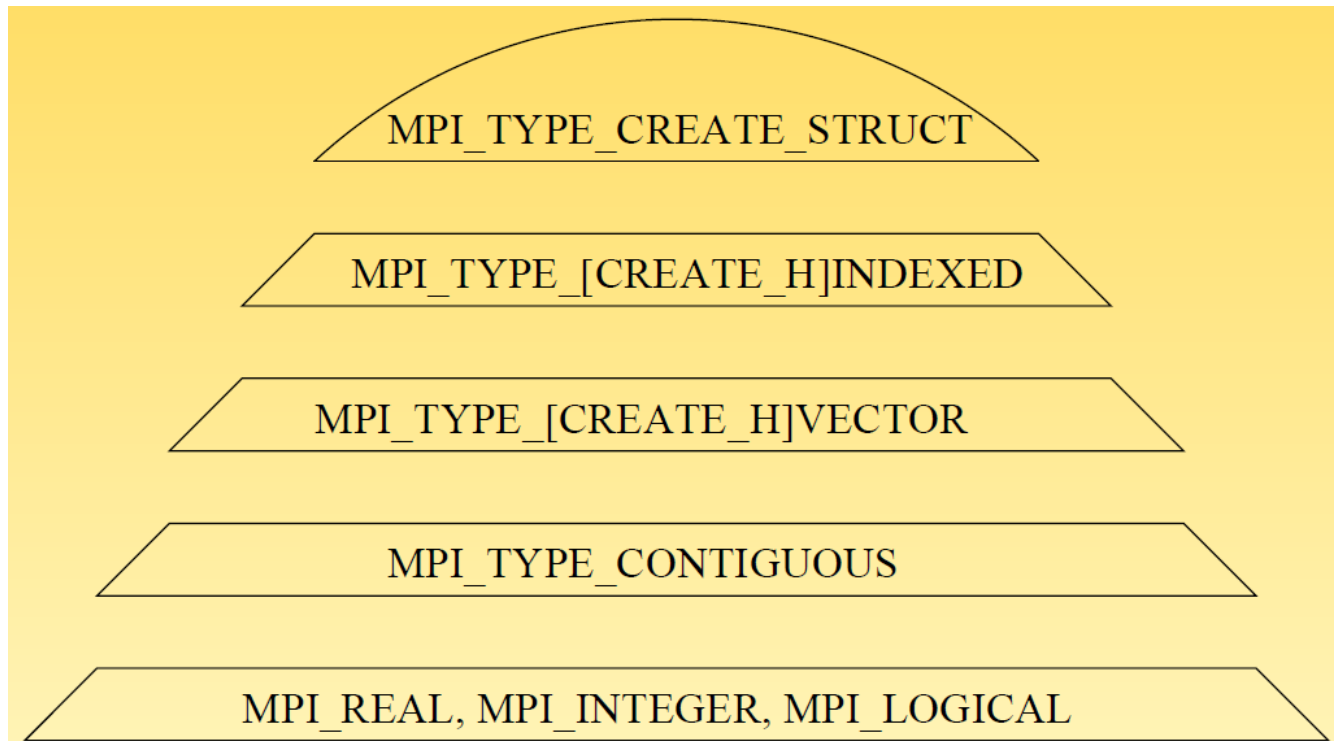 MPI_TYPE_CREATE_STRUCT
MPI_TYPE_[CREATE_H]INDEXED
MPI_TYPE_[CREATE_H]VECTOR
MPI_TYPE_CONTIGUOUS
MPI_REAL, MPI_INTEGER, MPI_LOGICAL